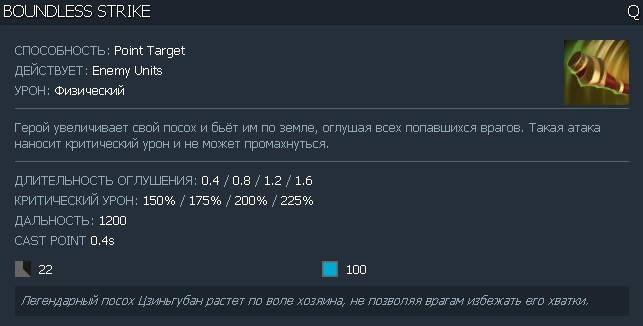 BOUNDLESS STRIKE Q
СПОСОБНОСТЬ: Point Target
ДЕЙСТВУЕТ: Enemy Units
УРОН: Физический
Герой увеличивает свой посох и бьёт им по земле, оглушая всех попавшихся врагов. Такая атака
наносит критический урон и не может промахнуться.
ДЛИТЕЛЬНОСТЬ ОГЛУШЕНИЯ: 0.4 / 0.8 / 1.2 / 1.6
КРИТИЧЕСКИЙ УРОН: 150% / 175% / 200% / 225%
ДАЛЬНОСТЬ: 1200
CAST POINT 0.4s
22 100
Легендарный посох Цзиньгубан растет по воле хозяина, не позволяя врагам избежать его хватки.